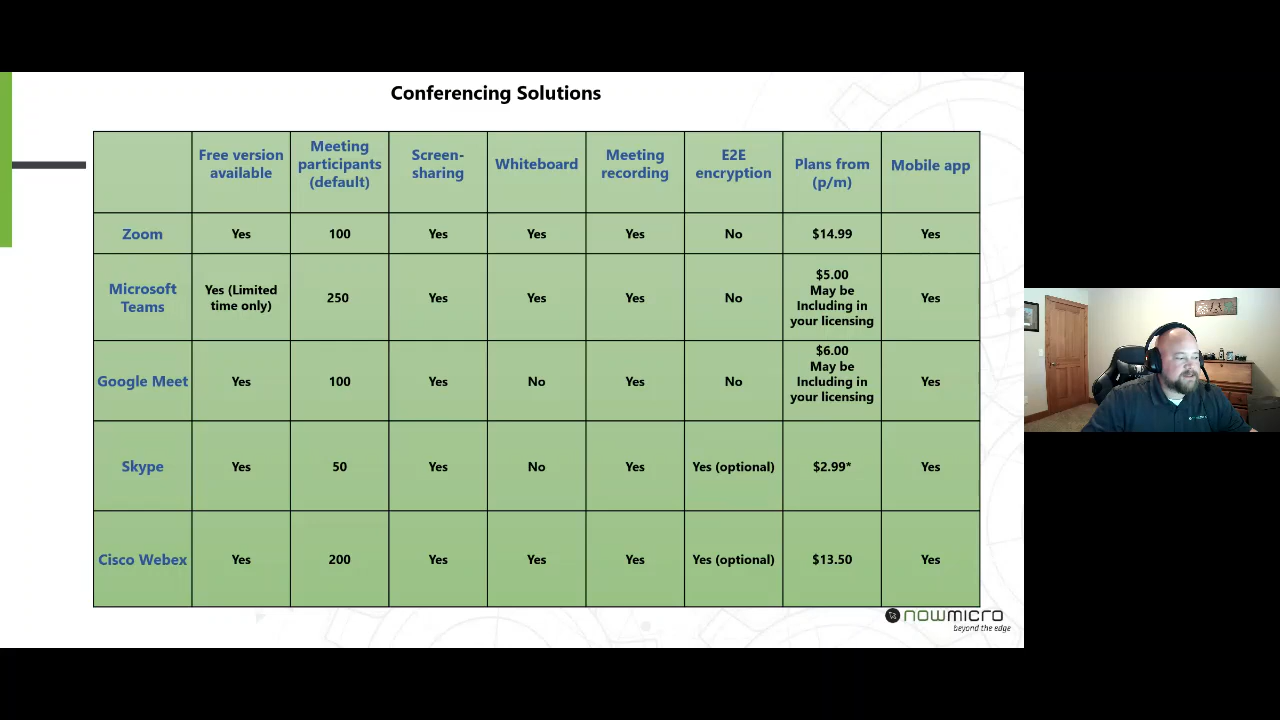 Conferencing Solutions
Free version
available
Meeting
participants
(default)
Screen-
sharing
Whiteboard
Meeting
recording
E2E
encryption
Plans from
(p/m)
Mobile app
Zoom
Yes
100
Yes
Yes
Yes
No
$14.99
Yes
Microsoft
Teams
Yes (Limited
time only)
250
Yes
Yes
Yes
No
$5.00
May be
Including in
your licensing
Yes
Google Meet
Yes
100
Yes
No
Yes
No
$6.00
May be
Including in
your licensing
Yes
Skype
Yes
50
Yes
No
Yes
Yes (optional)
$2.99*
Yes
Cisco Webex
Yes
200
Yes
Yes
Yes
Yes (optional)
$13.50
Yes
nowmicro
beyond the edge